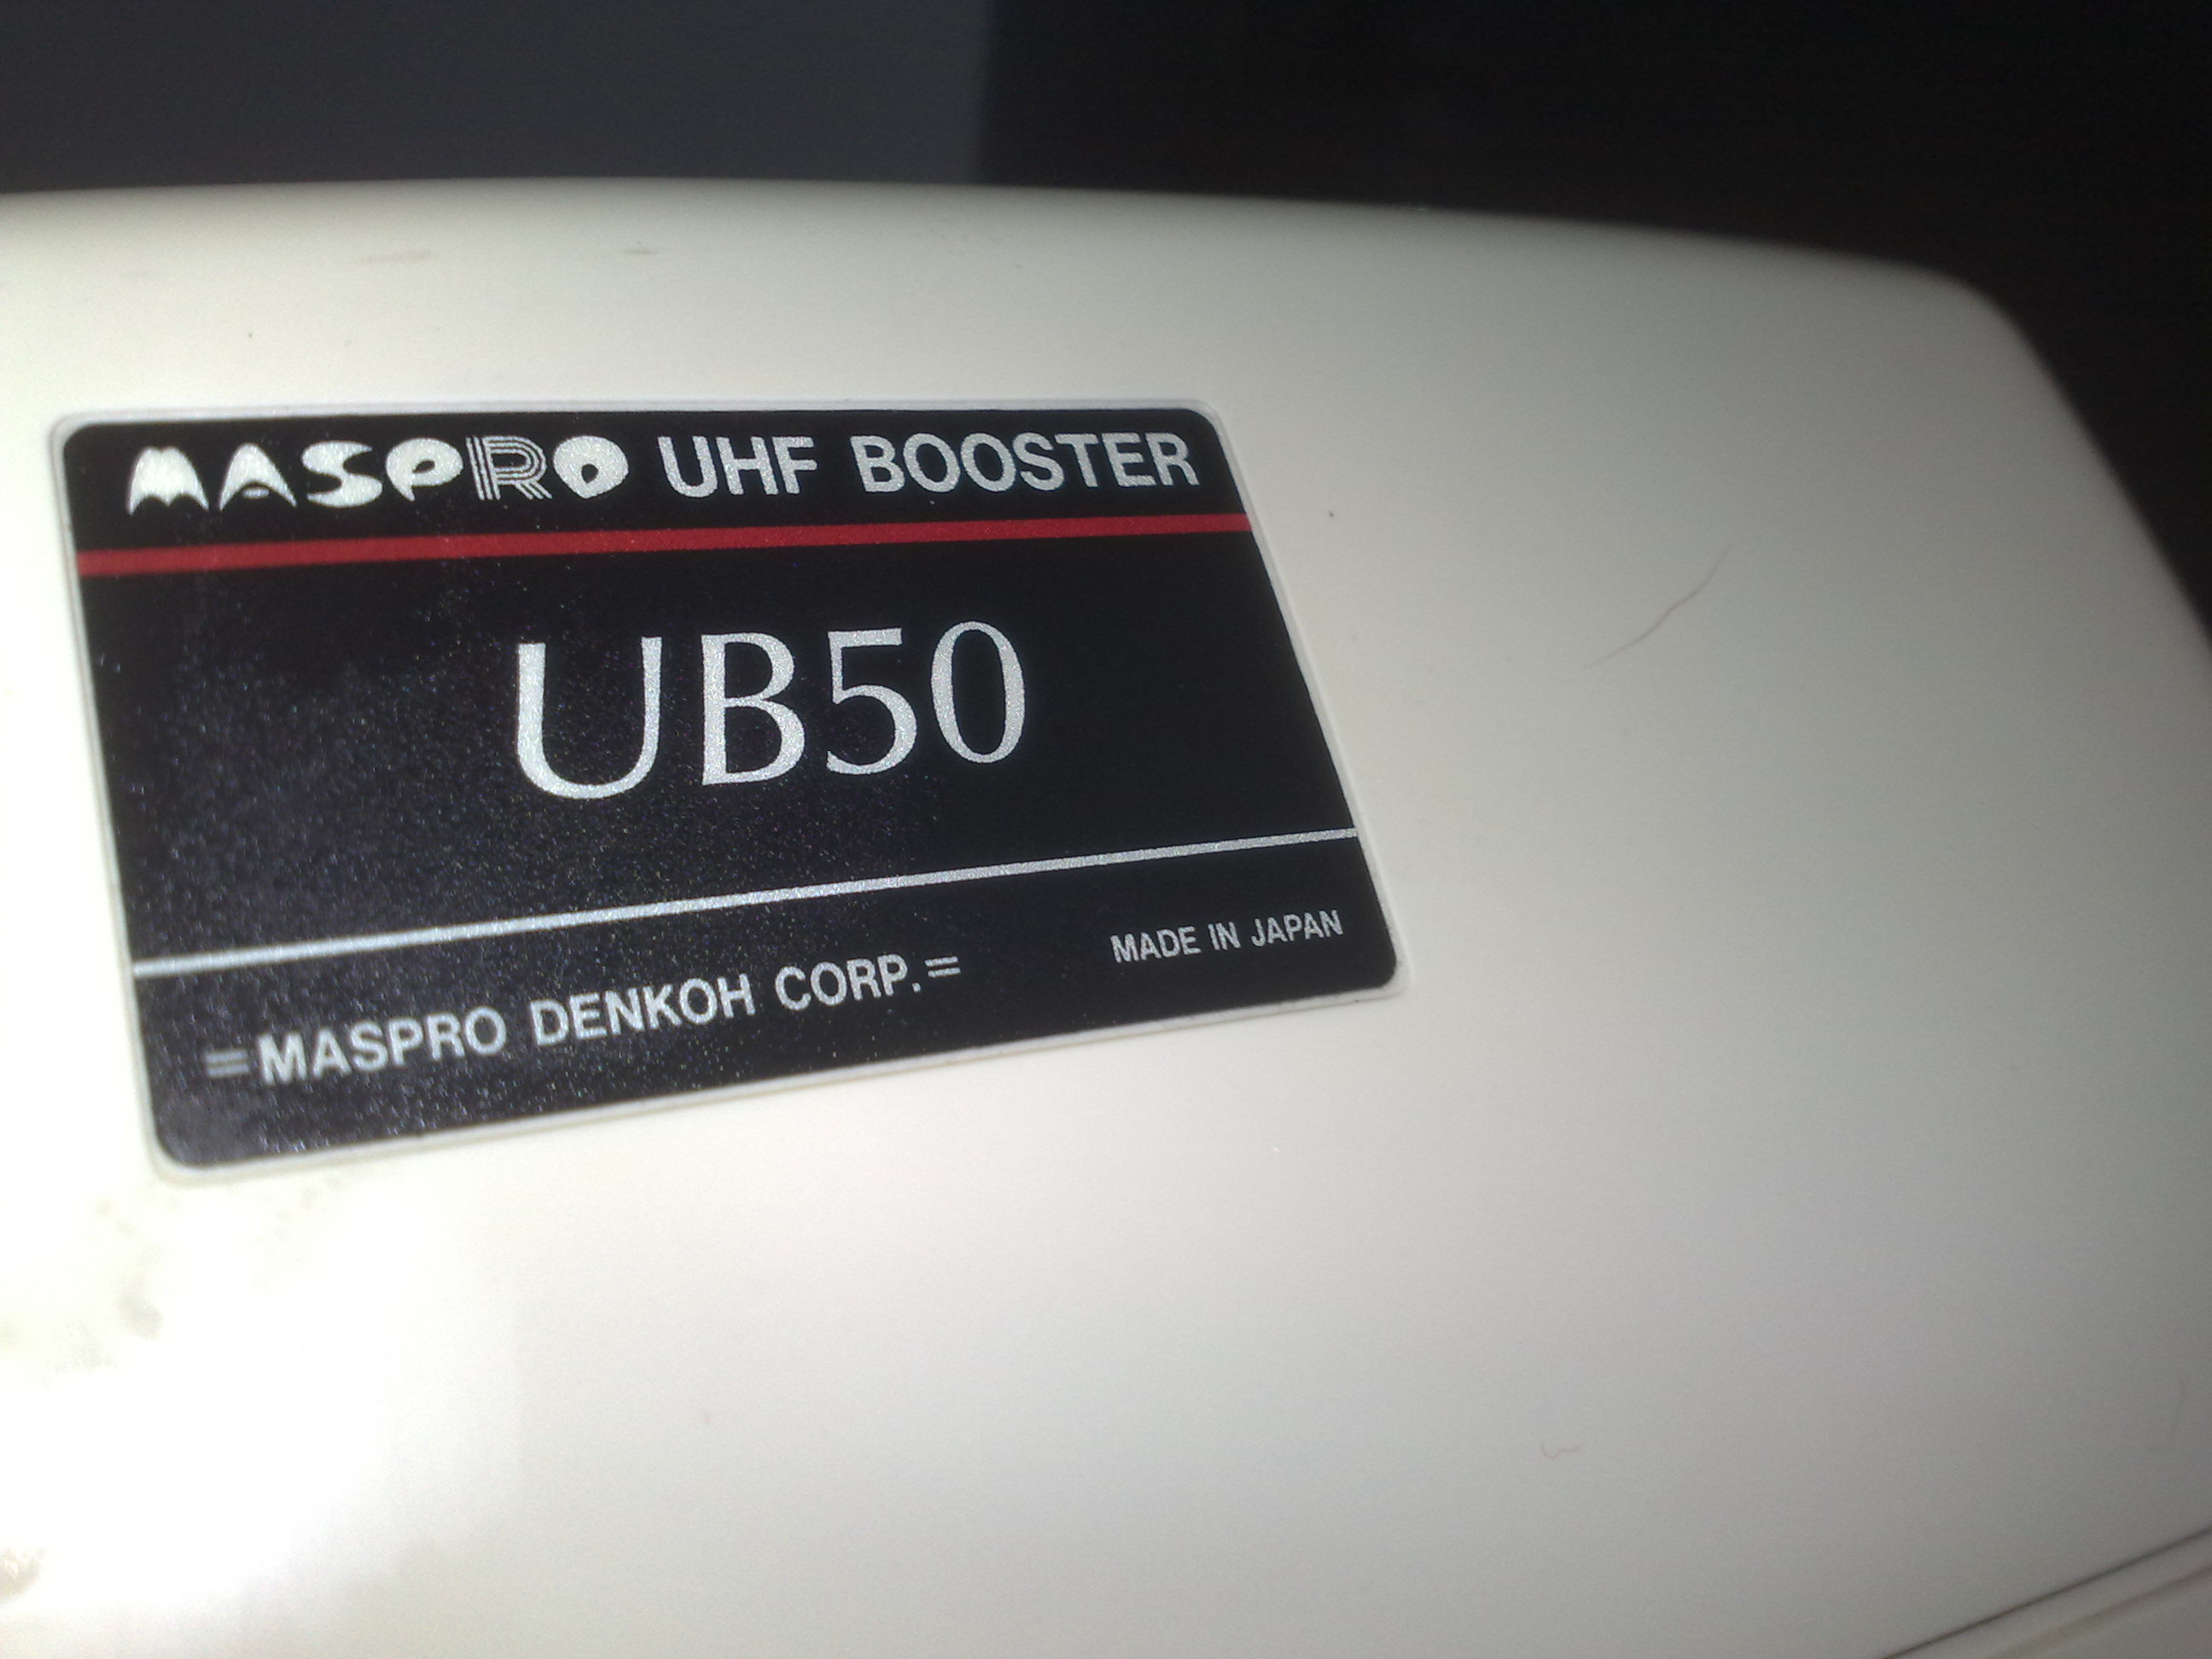 MASPRO UHF BOOSTER
UB50
=MASPRO DENKOH CORP.= MADE IN JAPAN